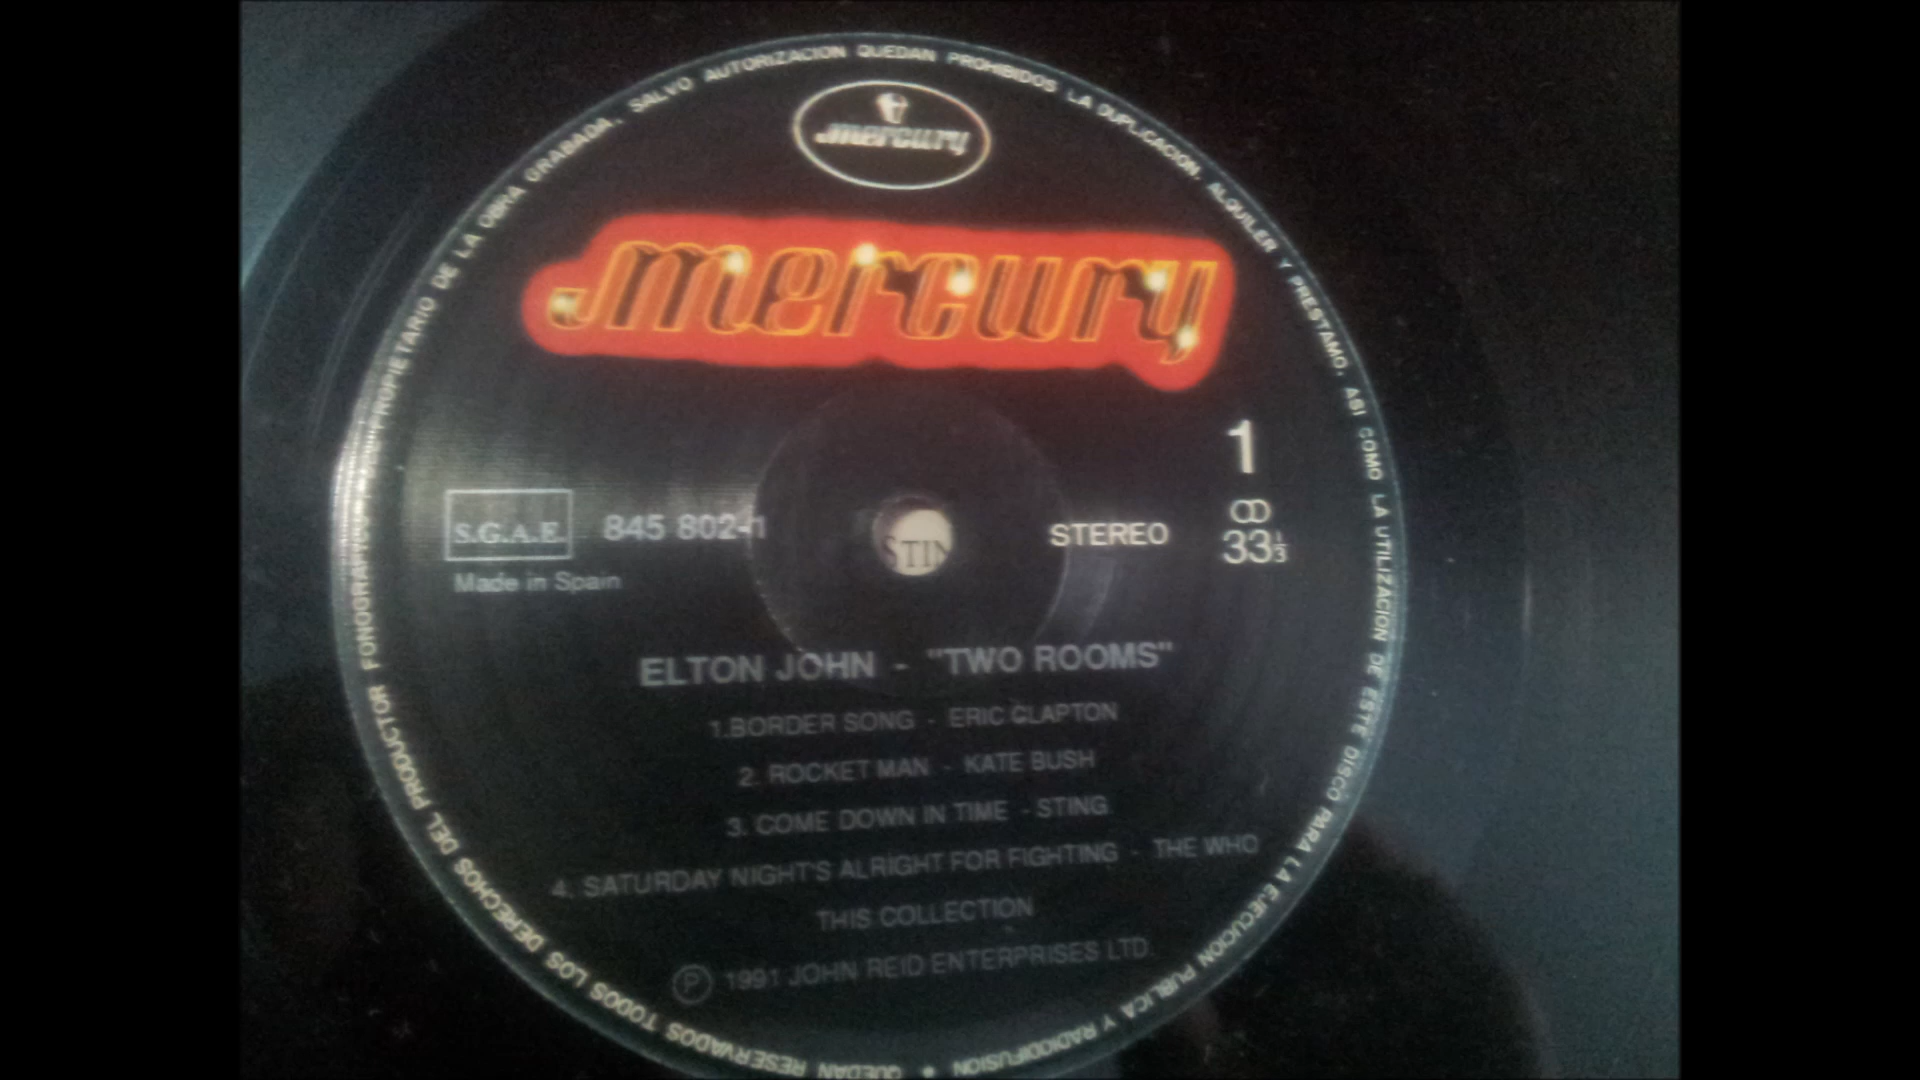 QUEDAN RESERVADOS TODOS LOS DERECHOS DEL PRODUCTOR FONOGRAFICO PROPIETARIO DE LA OBRA GRABADA. SALVO AUTORIZACION QUEDAN PROHIBIDOS LA DUPLICACION, ALQUILER Y PRESTAMO, ASI COMO LA UTILIZACION DE ESTE DISCO PARA LA EJECUCION PUBLICA Y RADIODIFUSION *
mercury
mercury
1
S.G.A.E.
845 802-1
STIN
STEREO
33⅓
Made in Spain
ELTON JOHN - "TWO ROOMS"
1.BORDER SONG - ERIC CLAPTON
2. ROCKET MAN - KATE BUSH
3. COME DOWN IN TIME - STING
4. SATURDAY NIGHT'S ALRIGHT FOR FIGHTING - THE WHO
THIS COLLECTION
Ⓟ 1991 JOHN REID ENTERPRISES LTD.